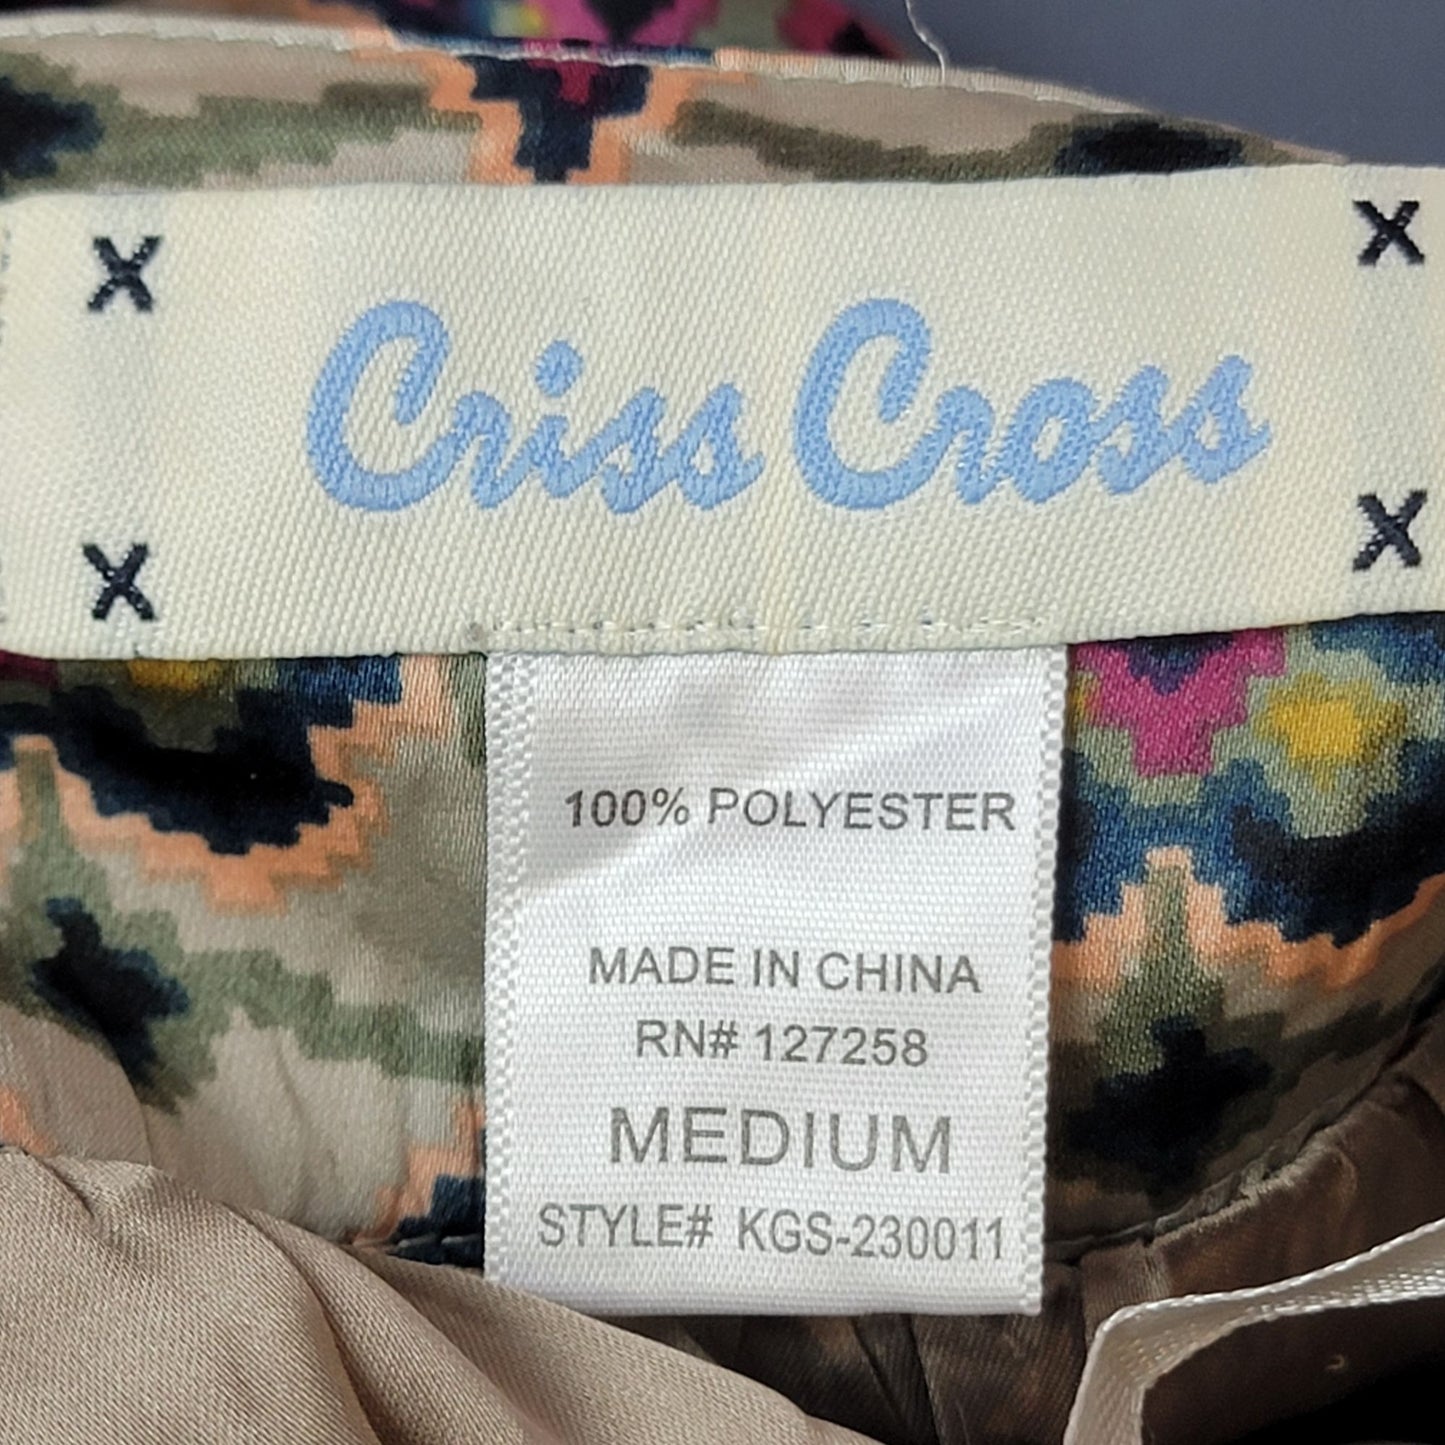 X X
Criss Cross
X X
100% POLYESTER
MADE IN CHINA
RN# 127258
MEDIUM
STYLE# KGS-230011